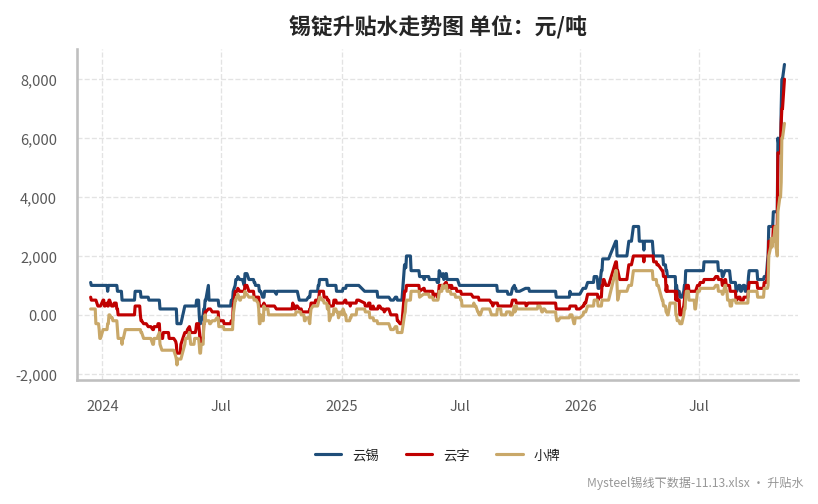 锡锭升贴水走势图 单位：元/吨
8,000
6,000
4,000
2,000
0.00
-2,000
2024
Jul
2025
Jul
2026
Jul
云锡
云字
小牌
Mysteel锡线下数据-11.13.xlsx • 升贴水